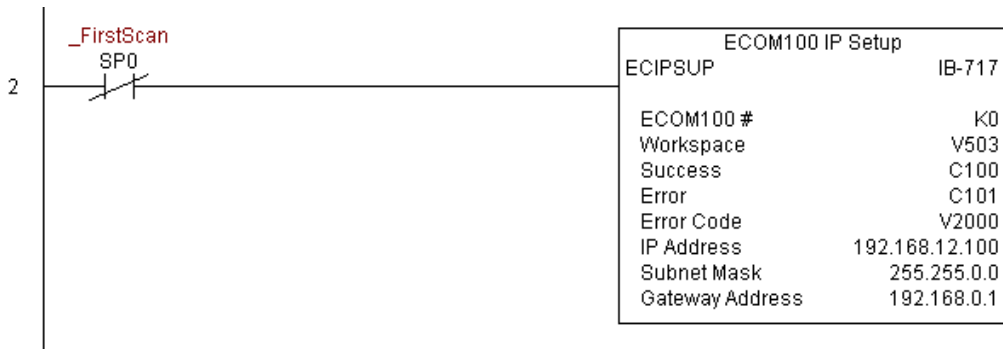 _FirstScan
SP0
2
ECOM100 IP Setup
ECIPSUP IB-717
ECOM100 # K0
Workspace V503
Success C100
Error C101
Error Code V2000
IP Address 192.168.12.100
Subnet Mask 255.255.0.0
Gateway Address 192.168.0.1